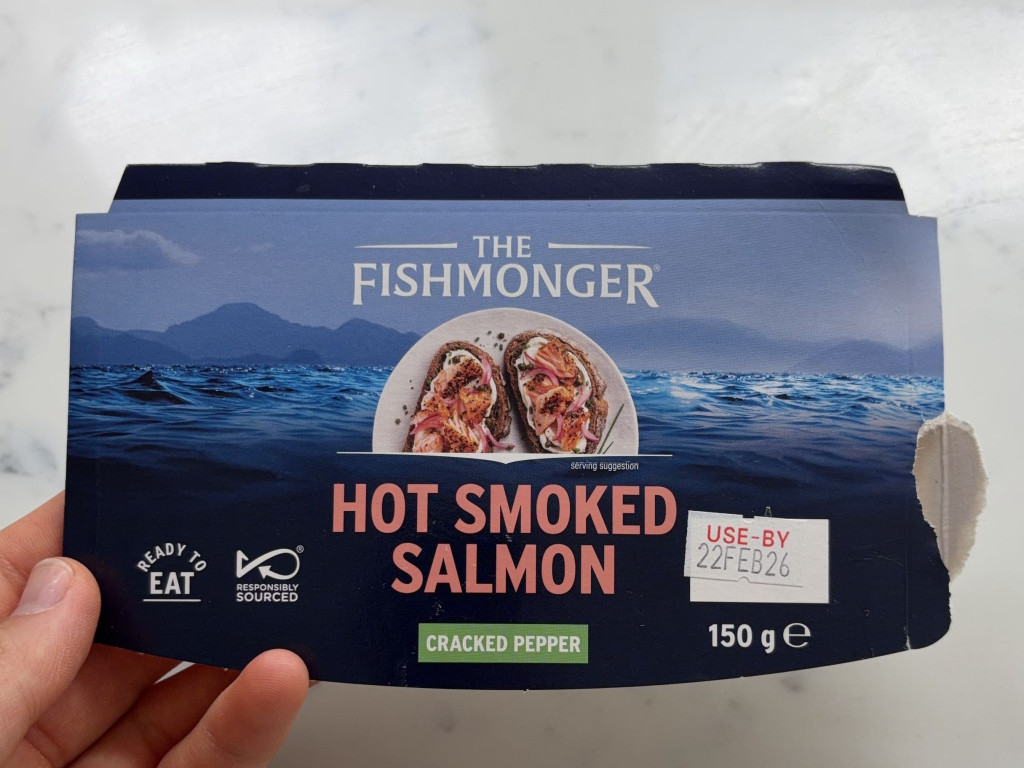 THE
FISHMONGER®
serving suggestion
HOT SMOKED
SALMON
READY TO
EAT
®
RESPONSIBLY
SOURCED
USE-BY
22FEB26
CRACKED PEPPER
150 g ℮